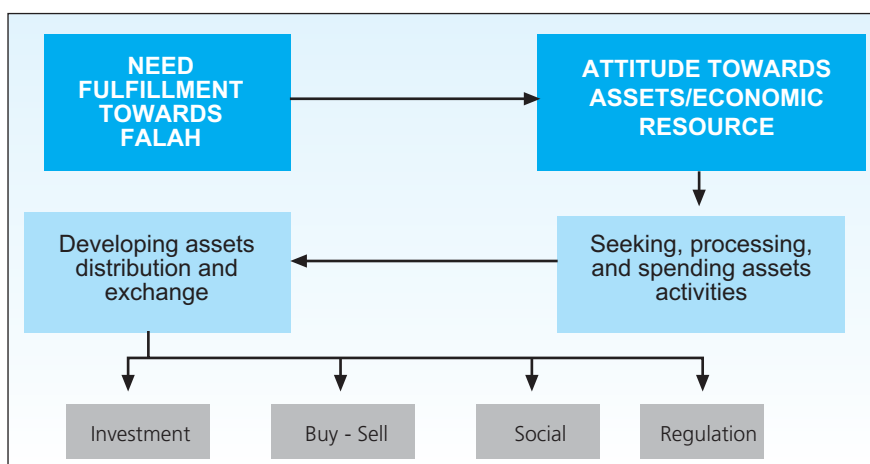 NEED
FULFILLMENT
TOWARDS
FALAH
ATTITUDE TOWARDS
ASSETS/ECONOMIC
RESOURCE
Developing assets
distribution and
exchange
Seeking, processing,
and spending assets
activities
Investment
Buy - Sell
Social
Regulation